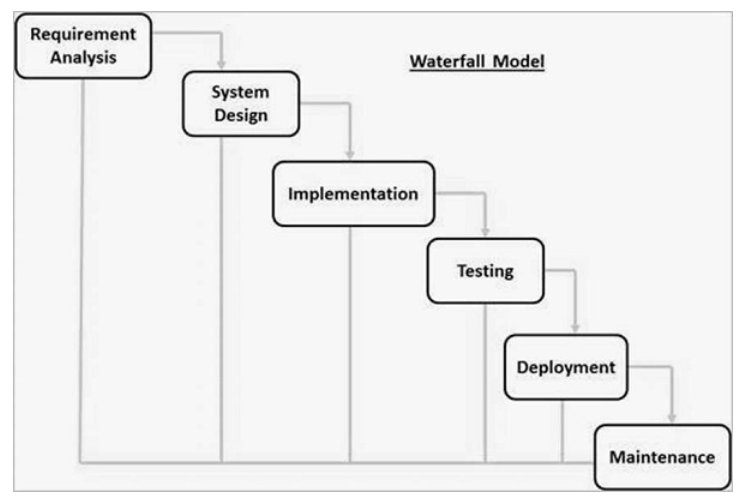 Requirement
Analysis
Waterfall Model
System
Design
Implementation
Testing
Deployment
Maintenance